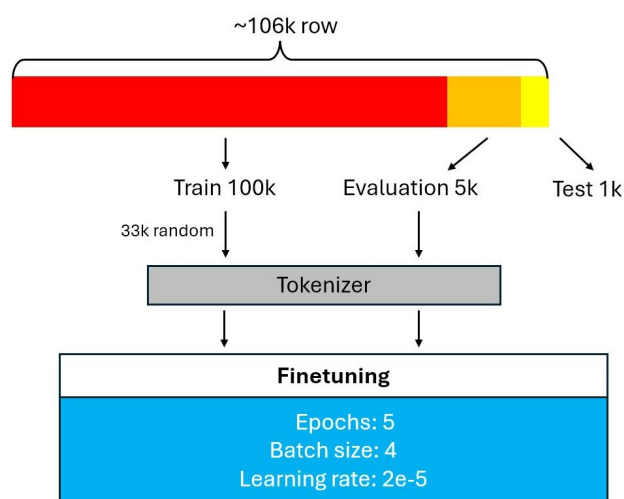 ~106k row
Train 100k
Evaluation 5k
Test 1k
33k random
Tokenizer
Finetuning
Epochs: 5
Batch size: 4
Learning rate: 2e-5